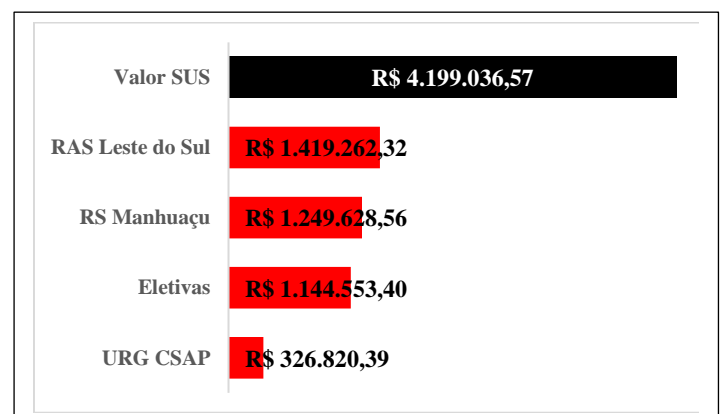 Valor SUS R$ 4.199.036,57
RAS Leste do Sul R$ 1.419.262,32
RS Manhuaçu R$ 1.249.628,56
Eletivas R$ 1.144.553,40
URG CSAP R$ 326.820,39